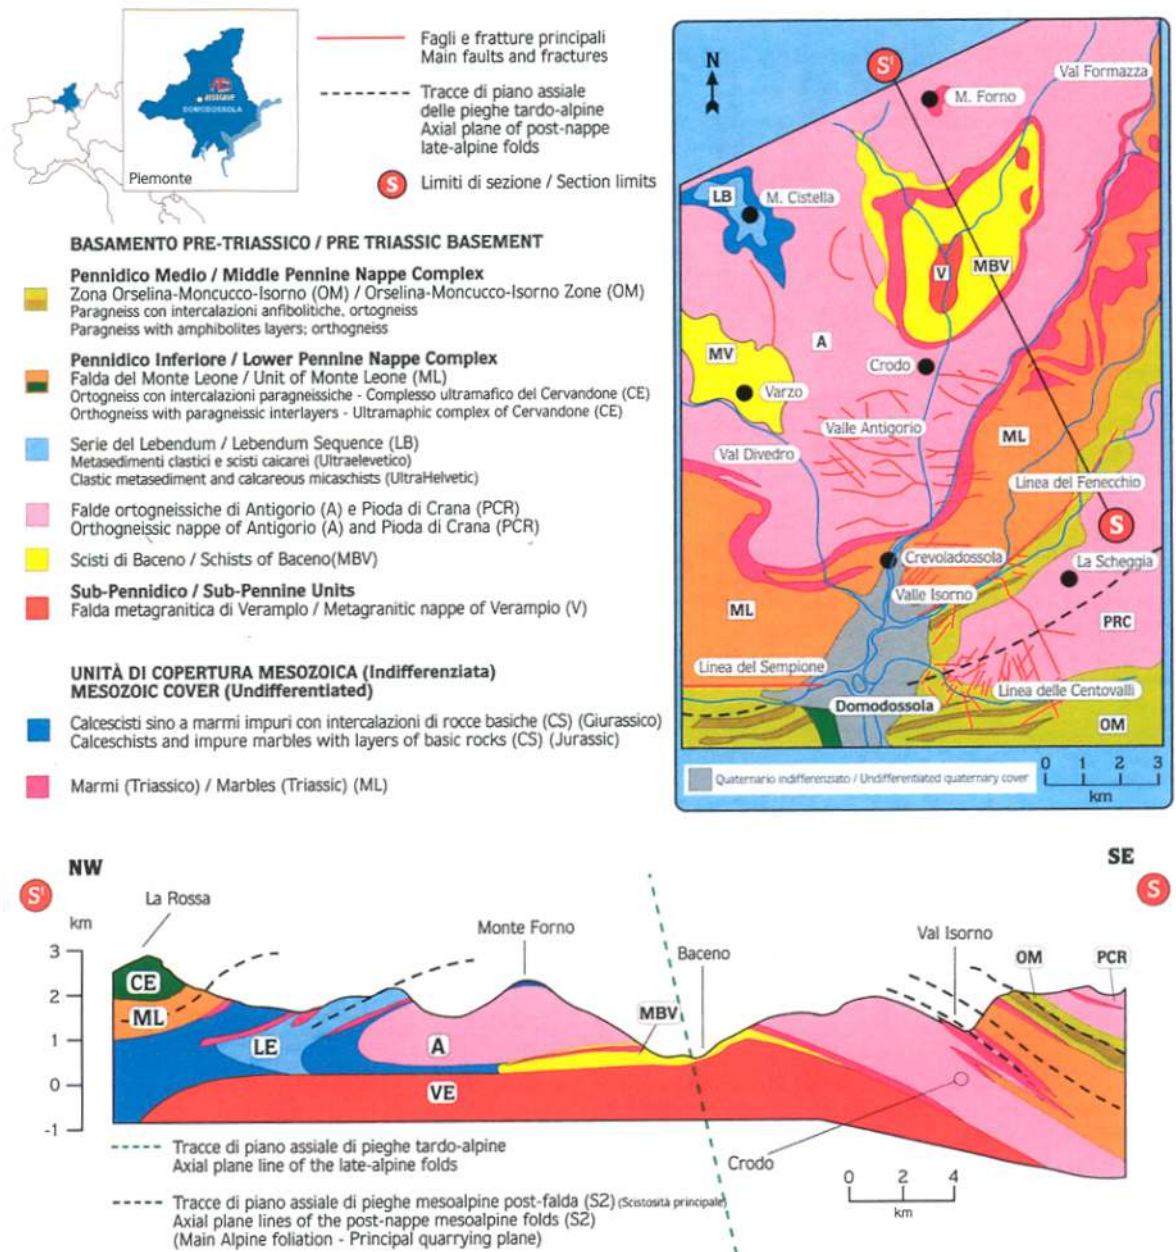 Piemonte
DOMODOSSOLA
Fagli e fratture principali
Main faults and fractures
Tracce di piano assiale
delle pieghe tardo-alpine
Axial plane of post-nappe
late-alpine folds
S Limiti di sezione / Section limits
BASAMENTO PRE-TRIASSICO / PRE TRIASSIC BASEMENT
Pennidico Medio / Middle Pennine Nappe Complex
Zona Orselina-Moncucco-Isorno (OM) / Orselina-Moncucco-Isorno Zone (OM)
Paragneiss con intercalazioni anfibolitiche, ortogneiss
Paragneiss with amphibolites layers; orthogneiss
Pennidico Inferiore / Lower Pennine Nappe Complex
Falda del Monte Leone / Unit of Monte Leone (ML)
Ortogneiss con intercalazioni paragneissiche - Complesso ultramafico del Cervandone (CE)
Orthogneiss with paragneissic interlayers - Ultramaphic complex of Cervandone (CE)
Serie del Lebendum / Lebendum Sequence (LB)
Metasedimenti clastici e scisti calcarei (Ultraelevetico)
Clastic metasediment and calcareous micaschists (UltraHelvetic)
Falde ortogneissiche di Antigorio (A) e Pioda di Crana (PCR)
Orthogneissic nappe of Antigorio (A) and Pioda di Crana (PCR)
Scisti di Baceno / Schists of Baceno(MBV)
Sub-Pennidico / Sub-Pennine Units
Falda metagranitica di Verampio / Metagranitic nappe of Verampio (V)
UNITÀ DI COPERTURA MESOZOICA (Indifferenziata)
MESOZOIC COVER (Undifferentiated)
Calcescisti sino a marmi impuri con intercalazioni di rocce basiche (CS) (Giurassico)
Calceschists and impure marbles with layers of basic rocks (CS) (Jurassic)
Marmi (Triassico) / Marbles (Triassic) (ML)
N
S'
Val Formazza
M. Forno
LB
M. Cistella
V
MBV
A
MV
Crodo
Varzo
Valle Antigorio
ML
Val Divedro
Linea del Fenecchio
S
Crevoladossola
La Scheggia
Valle Isorno
ML
PRC
Linea del Sempione
Linea delle Centovalli
Domodossola
OM
Quaternario indifferenziato / Undifferentiated quaternary cover
0 1 2 3
km
NW
SE
S'
S
La Rossa
km
Monte Forno
Baceno
Val Isorno
OM
PCR
3
2
1
0
-1
CE
ML
LE
A
MBV
VE
Crodo
0 2 4
km
Tracce di piano assiale di pieghe tardo-alpine
Axial plane line of the late-alpine folds
Tracce di piano assiale di pieghe mesoalpine post-falda (S2) (Scistosità principale)
Axial plane lines of the post-nappe mesoalpine folds (S2)
(Main Alpine foliation - Principal quarrying plane)